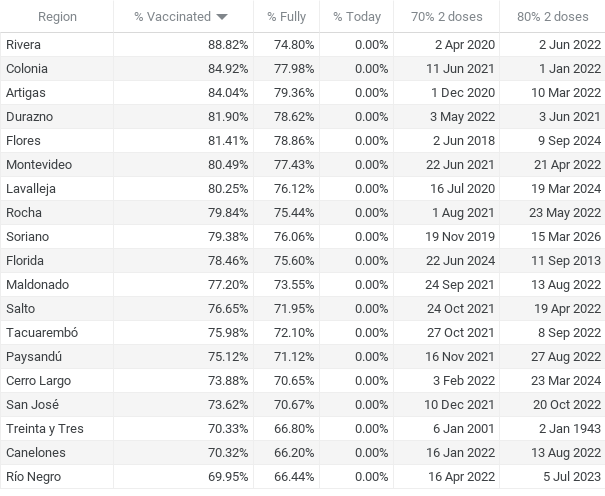 Region % Vaccinated % Fully % Today 70% 2 doses 80% 2 doses
Rivera 88.82% 74.80% 0.00% 2 Apr 2020 2 Jun 2022
Colonia 84.92% 77.98% 0.00% 11 Jun 2021 1 Jan 2022
Artigas 84.04% 79.36% 0.00% 1 Dec 2020 10 Mar 2022
Durazno 81.90% 78.62% 0.00% 3 May 2022 3 Jun 2021
Flores 81.41% 78.86% 0.00% 2 Jun 2018 9 Sep 2024
Montevideo 80.49% 77.43% 0.00% 22 Jun 2021 21 Apr 2022
Lavalleja 80.25% 76.12% 0.00% 16 Jul 2020 19 Mar 2024
Rocha 79.84% 75.44% 0.00% 1 Aug 2021 23 May 2022
Soriano 79.38% 76.06% 0.00% 19 Nov 2019 15 Mar 2026
Florida 78.46% 75.60% 0.00% 22 Jun 2024 11 Sep 2013
Maldonado 77.20% 73.55% 0.00% 24 Sep 2021 13 Aug 2022
Salto 76.65% 71.95% 0.00% 24 Oct 2021 19 Apr 2022
Tacuarembó 75.98% 72.10% 0.00% 27 Oct 2021 8 Sep 2022
Paysandú 75.12% 71.12% 0.00% 16 Nov 2021 27 Aug 2022
Cerro Largo 73.88% 70.65% 0.00% 3 Feb 2022 23 Mar 2024
San José 73.62% 70.67% 0.00% 10 Dec 2021 20 Oct 2022
Treinta y Tres 70.33% 66.80% 0.00% 6 Jan 2001 2 Jan 1943
Canelones 70.32% 66.20% 0.00% 16 Jan 2022 13 Aug 2022
Río Negro 69.95% 66.44% 0.00% 16 Apr 2022 5 Jul 2023